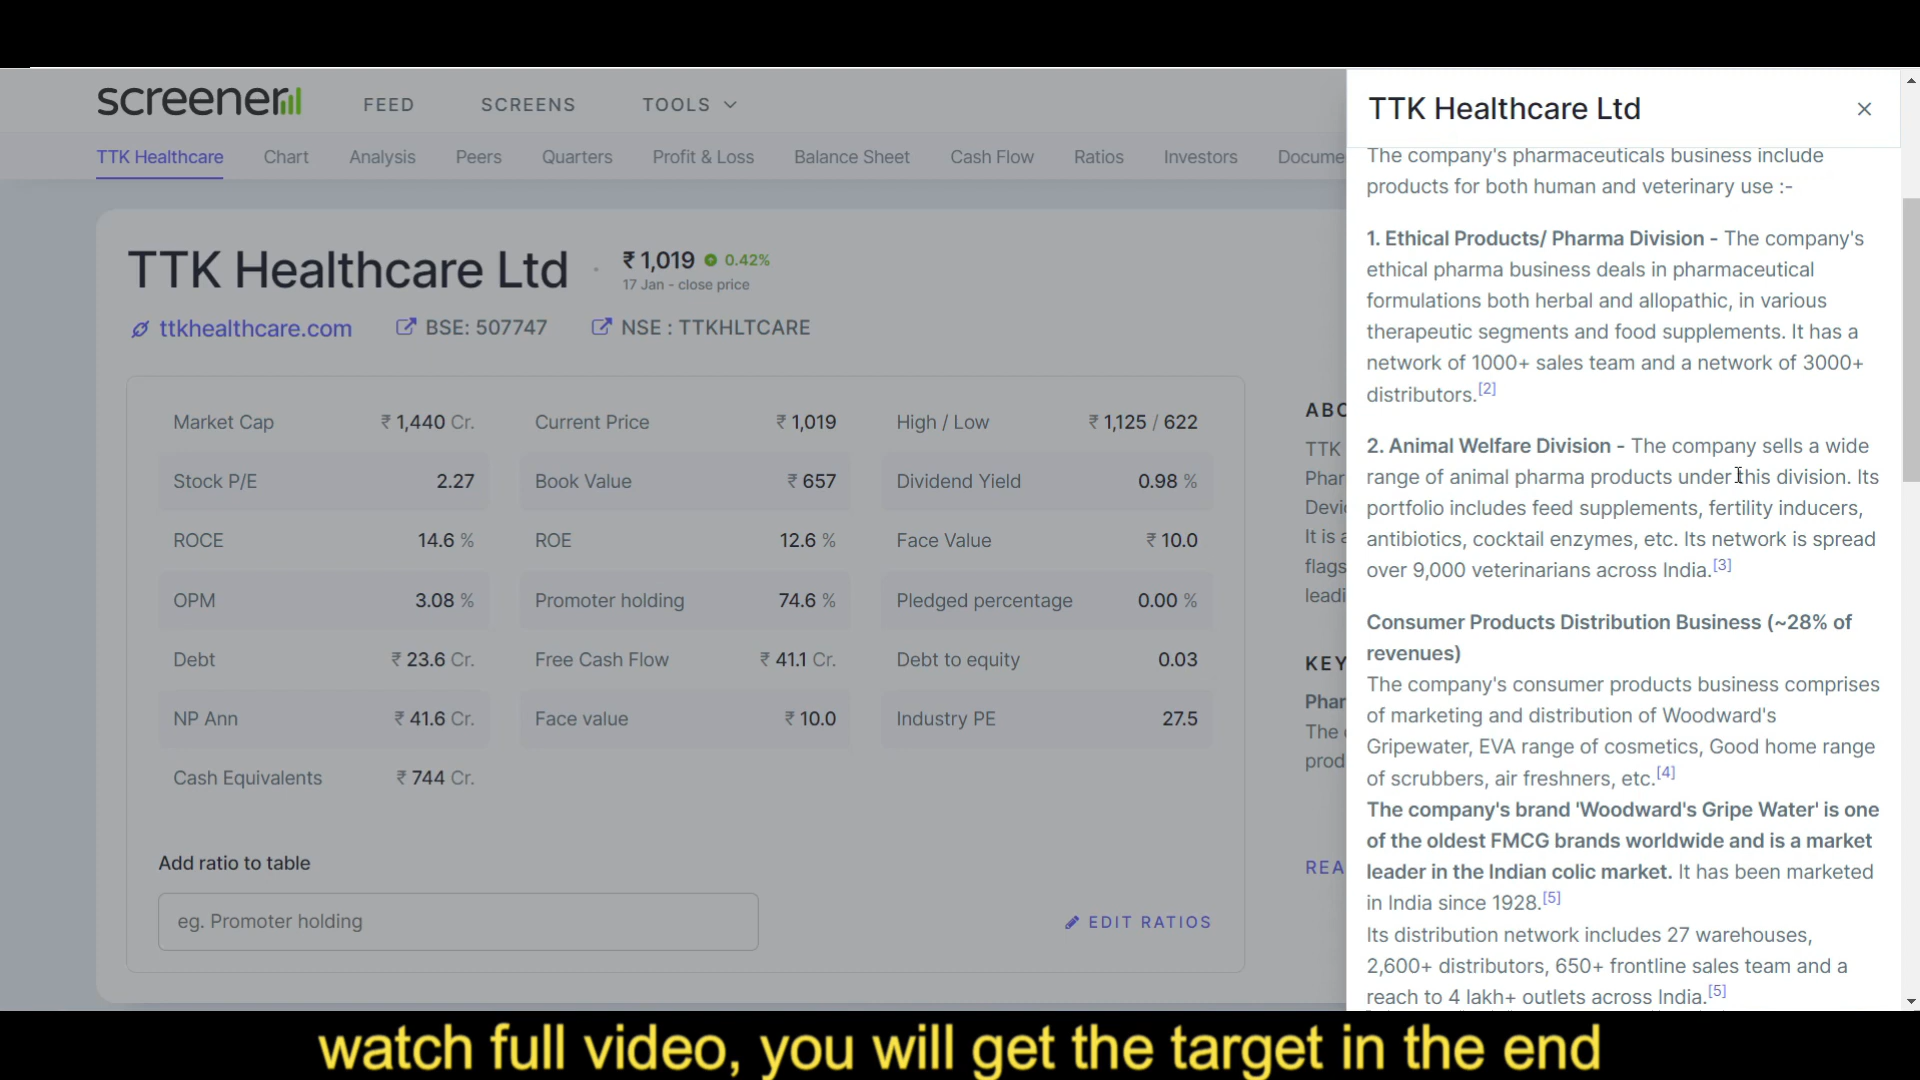 screener
FEED
SCREENS
TOOLS
TTK Healthcare
Chart
Analysis
Peers
Quarters
Profit & Loss
Balance Sheet
Cash Flow
Ratios
Investors
Docume
TTK Healthcare Ltd
₹ 1,019
0.42%
17 Jan - close price
ttkhealthcare.com
BSE: 507747
NSE : TTKHLTCARE
Market Cap ₹ 1,440 Cr.
Current Price ₹ 1,019
High / Low ₹ 1,125 / 622
Stock P/E 2.27
Book Value ₹ 657
Dividend Yield 0.98 %
ROCE 14.6 %
ROE 12.6 %
Face Value ₹ 10.0
OPM 3.08 %
Promoter holding 74.6 %
Pledged percentage 0.00 %
Debt ₹ 23.6 Cr.
Free Cash Flow ₹ 41.1 Cr.
Debt to equity 0.03
NP Ann ₹ 41.6 Cr.
Face value ₹ 10.0
Industry PE 27.5
Cash Equivalents ₹ 744 Cr.
Add ratio to table
eg. Promoter holding
EDIT RATIOS
ABO
TTK
Phar
Devi
It is a
flags
leadi
KEY
Phar
The
prod
REA
TTK Healthcare Ltd
The company's pharmaceuticals business include
products for both human and veterinary use :-
1. Ethical Products/ Pharma Division - The company's
ethical pharma business deals in pharmaceutical
formulations both herbal and allopathic, in various
therapeutic segments and food supplements. It has a
network of 1000+ sales team and a network of 3000+
distributors.[2]
2. Animal Welfare Division - The company sells a wide
range of animal pharma products under this division. Its
portfolio includes feed supplements, fertility inducers,
antibiotics, cocktail enzymes, etc. Its network is spread
over 9,000 veterinarians across India.[3]
Consumer Products Distribution Business (~28% of
revenues)
The company's consumer products business comprises
of marketing and distribution of Woodward's
Gripewater, EVA range of cosmetics, Good home range
of scrubbers, air freshners, etc.[4]
The company's brand 'Woodward's Gripe Water' is one
of the oldest FMCG brands worldwide and is a market
leader in the Indian colic market. It has been marketed
in India since 1928.[5]
Its distribution network includes 27 warehouses,
2,600+ distributors, 650+ frontline sales team and a
reach to 4 lakh+ outlets across India.[5]
watch full video, you will get the target in the end